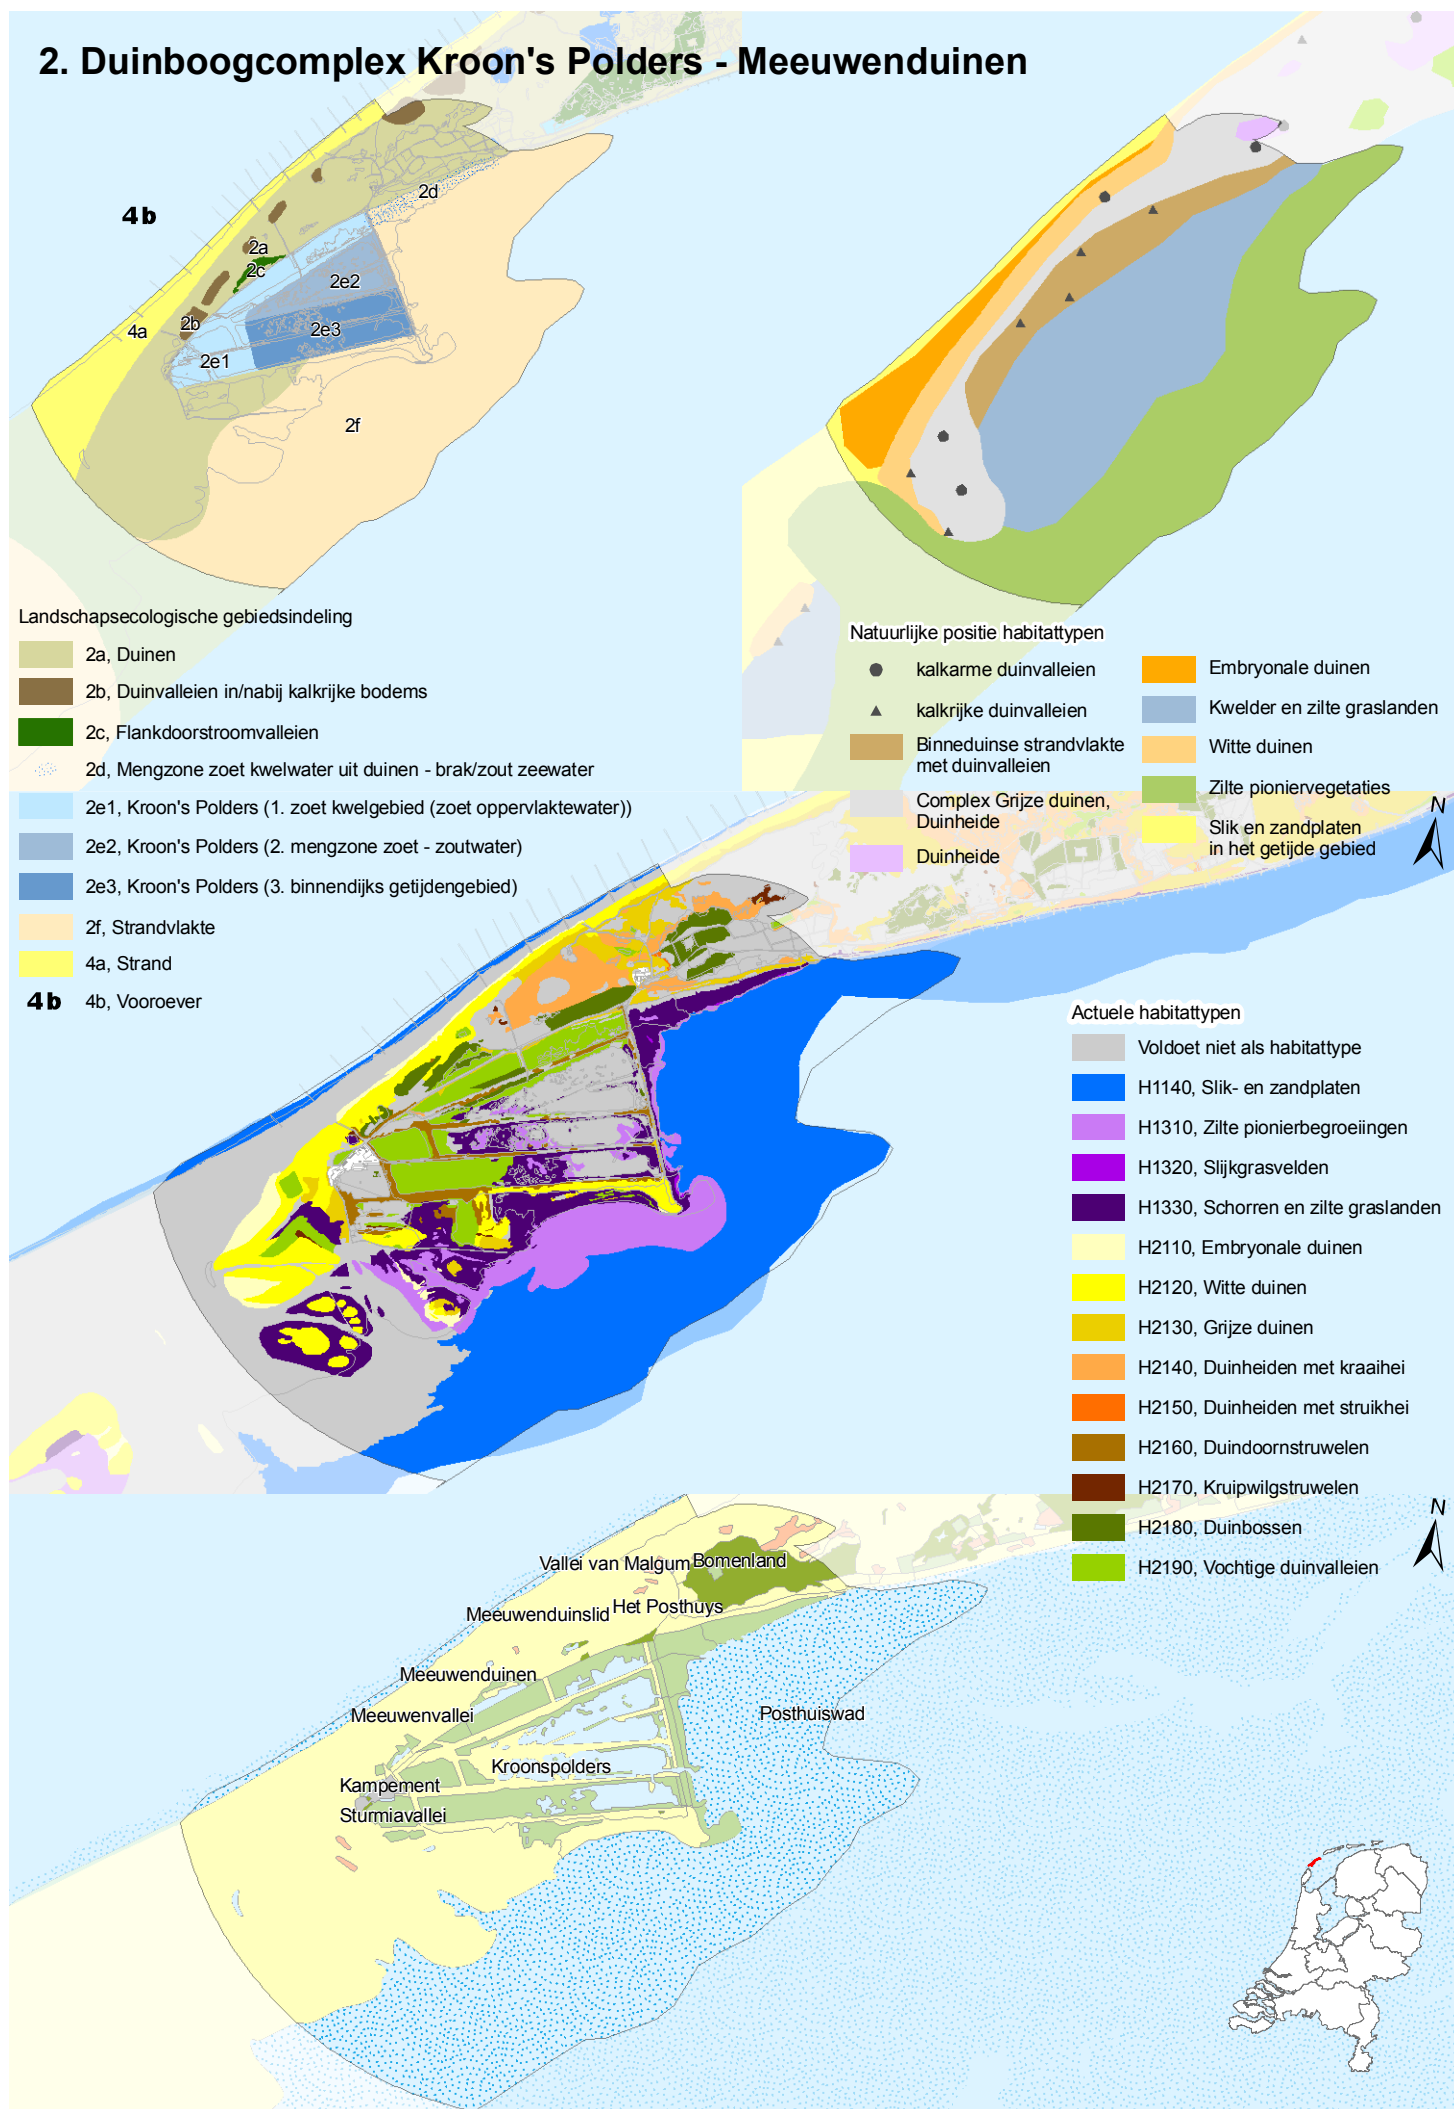 2. Duinboogcomplex Kroon's Polders - Meeuwenduinen
4b
2d
2a
2c
2e2
2b
2e3
4a
2e1
2f
Landschapsecologische gebiedsindeling
2a, Duinen
2b, Duinvalleien in/nabij kalkrijke bodems
2c, Flankdoorstroomvalleien
2d, Mengzone zoet kwelwater uit duinen - brak/zout zeewater
2e1, Kroon's Polders (1. zoet kwelgebied (zoet oppervlaktewater))
2e2, Kroon's Polders (2. mengzone zoet - zoutwater)
2e3, Kroon's Polders (3. binnendijks getijdengebied)
2f, Strandvlakte
4a, Strand
4b
4b, Vooroever
Natuurlijke positie habitattypen
kalkarme duinvalleien
kalkrijke duinvalleien
Binneduinse strandvlakte
met duinvalleien
Complex Grijze duinen,
Duinheide
Duinheide
Embryonale duinen
Kwelder en zilte graslanden
Witte duinen
Zilte pioniervegetaties
Slik en zandplaten
in het getijde gebied
N
Actuele habitattypen
Voldoet niet als habitattype
H1140, Slik- en zandplaten
H1310, Zilte pionierbegroeiingen
H1320, Slijkgrasvelden
H1330, Schorren en zilte graslanden
H2110, Embryonale duinen
H2120, Witte duinen
H2130, Grijze duinen
H2140, Duinheiden met kraaihei
H2150, Duinheiden met struikhei
H2160, Duindoornstruwelen
H2170, Kruipwilgstruwelen
H2180, Duinbossen
H2190, Vochtige duinvalleien
N
Vallei van Malgum
Bomenland
Meeuwenduinslid
Het Posthuys
Meeuwenduinen
Meeuwenvallei
Posthuiswad
Kroonspolders
Kampement
Sturmiavallei